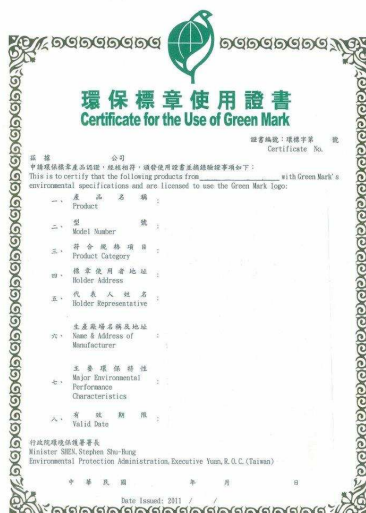 環保標章使用證書
Certificate for the Use of Green Mark
證書編號：環標字第 號
Certificate No.
茲據 公司
申請環保標章產品認證，經核相符，頒發使用證書並摘錄驗證事項如下：
This is to certify that the following products from____________with Green Mark's
environmental specifications and are licensed to use the Green Mark logo:
一、 產品名稱 :
Product
二、 型號 :
Model Number
三、 符合規格項目 :
Product Category
四、 標章使用者地址 :
Holder Address
五、 代表人姓名 :
Holder Representative
六、 生產廠場名稱及地址 :
Name & Address of
Manufacturer
七、 主要環保特性 :
Major Environmental
Performance
Characteristics
八、 有效期限 :
Valid Date
行政院環境保護署署長
Minister SHEN, Stephen Shu-Hung
Environmental Protection Administration, Executive Yuan, R.O.C.(Taiwan)
中華民國 年 月 日
Date Issued: 2011 / /